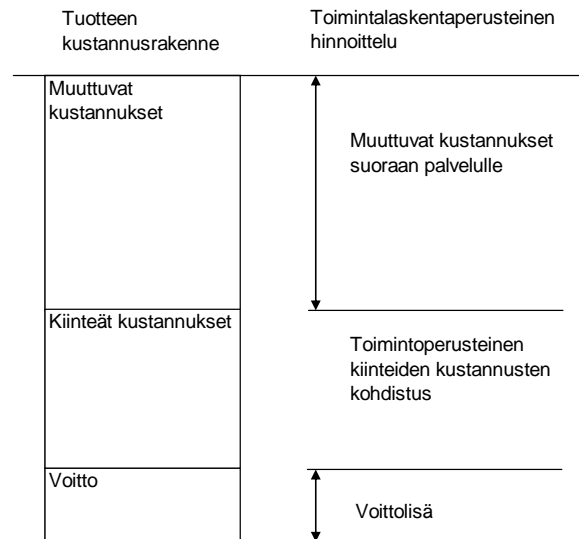 Tuotteen
kustannusrakenne
Toimintalaskentaperusteinen
hinnoittelu
Muuttuvat
kustannukset
Muuttuvat kustannukset
suoraan palvelulle
Kiinteät kustannukset
Toimintoperusteinen
kiinteiden kustannusten
kohdistus
Voitto
Voittolisä